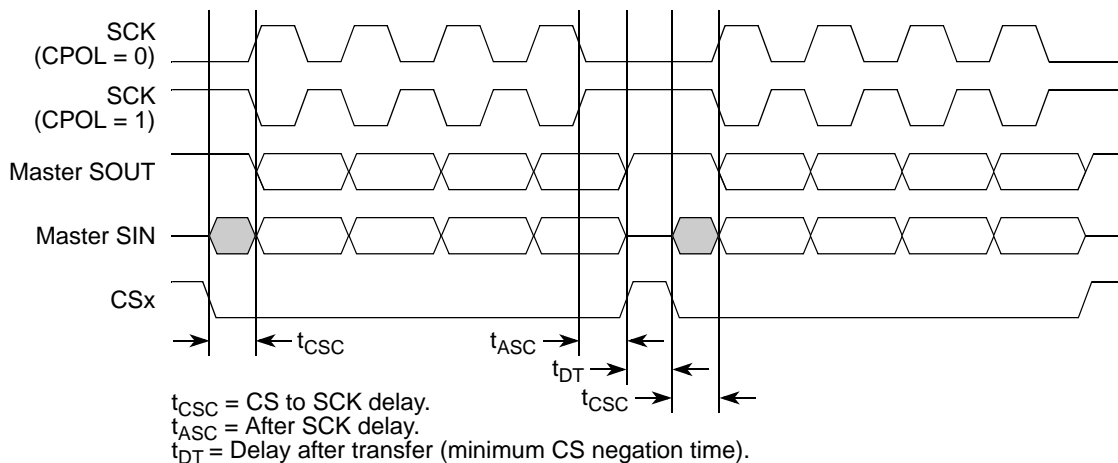 SCK
(CPOL = 0)
SCK
(CPOL = 1)
Master SOUT
Master SIN
CSx
tCSC
tASC
tDT
tCSC
tCSC = CS to SCK delay.
tASC = After SCK delay.
tDT = Delay after transfer (minimum CS negation time).